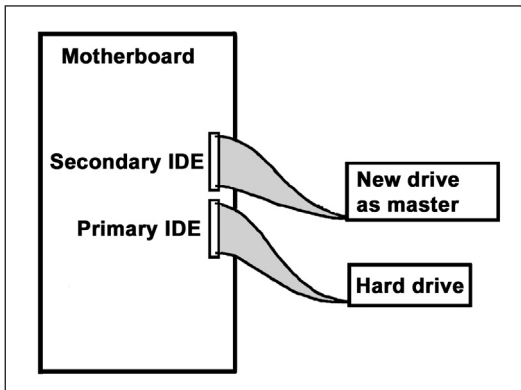 Motherboard
Secondary IDE
New drive
as master
Primary IDE
Hard drive